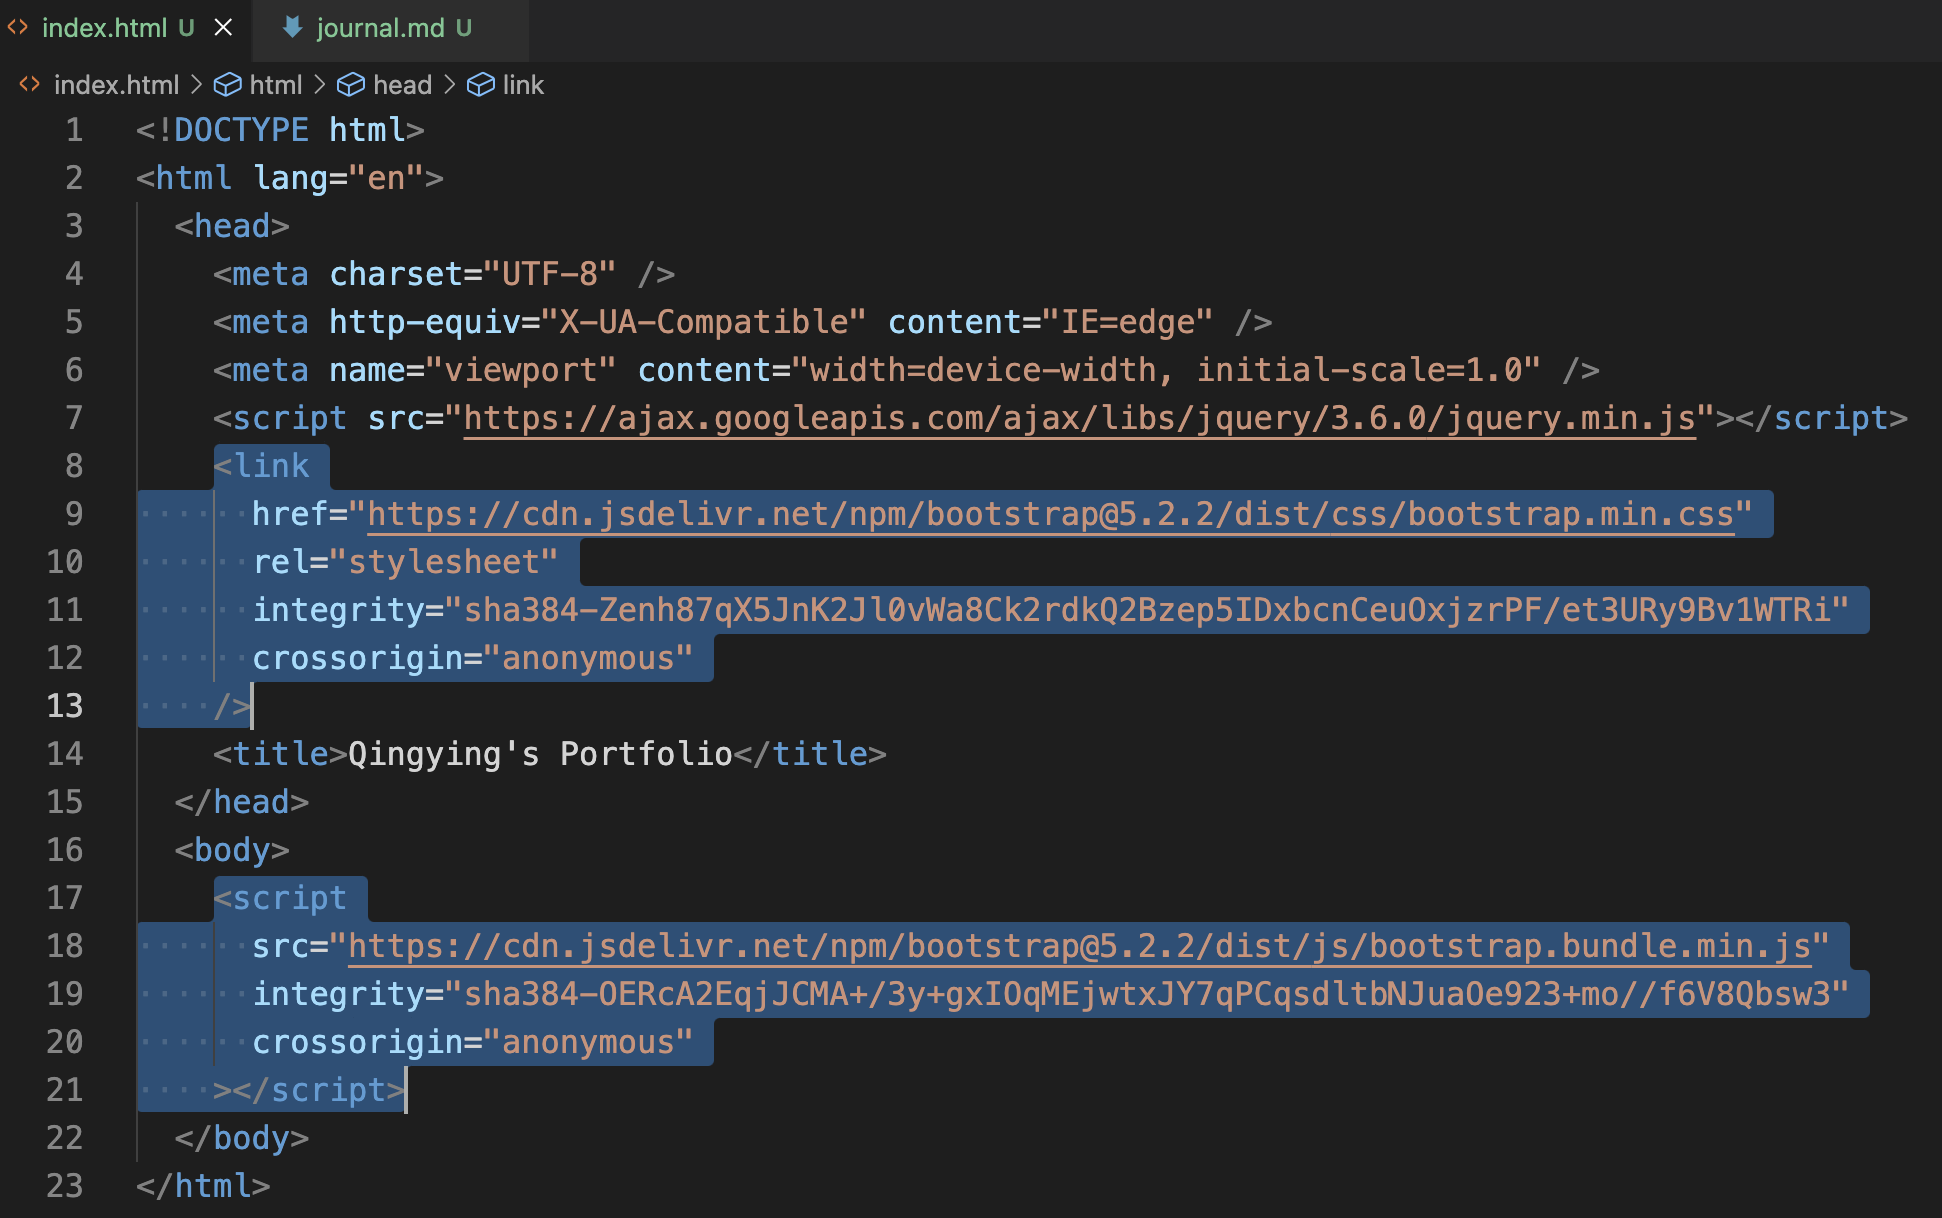 index.html U
journal.md U
index.html > html > head > link
1 <!DOCTYPE html>
2 <html lang="en">
3 <head>
4 <meta charset="UTF-8" />
5 <meta http-equiv="X-UA-Compatible" content="IE=edge" />
6 <meta name="viewport" content="width=device-width, initial-scale=1.0" />
7 <script src="https://ajax.googleapis.com/ajax/libs/jquery/3.6.0/jquery.min.js"></script>
8 <link
9 href="https://cdn.jsdelivr.net/npm/bootstrap@5.2.2/dist/css/bootstrap.min.css"
10 rel="stylesheet"
11 integrity="sha384-Zenh87qX5JnK2Jl0vWa8Ck2rdkQ2Bzep5IDxbcnCeuOxjzrPF/et3URy9Bv1WTRi"
12 crossorigin="anonymous"
13 />
14 <title>Qingying's Portfolio</title>
15 </head>
16 <body>
17 <script
18 src="https://cdn.jsdelivr.net/npm/bootstrap@5.2.2/dist/js/bootstrap.bundle.min.js"
19 integrity="sha384-OERcA2EqjJCMA+/3y+gxIOqMEjwtxJY7qPCqsdltbNJuaOe923+mo//f6V8Qbsw3"
20 crossorigin="anonymous"
21 ></script>
22 </body>
23 </html>